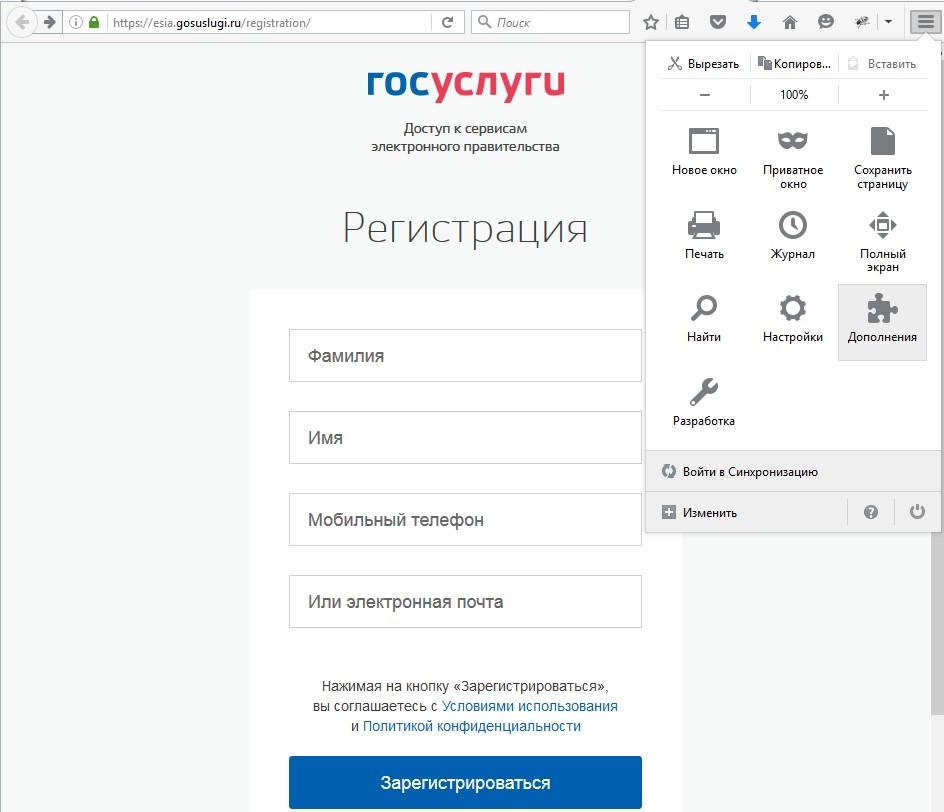 https://esia.gosuslugi.ru/registration/
Поиск
госуслуги
Доступ к сервисам
электронного правительства
Регистрация
Фамилия
Имя
Мобильный телефон
Или электронная почта
Нажимая на кнопку «Зарегистрироваться»,
вы соглашаетесь с Условиями использования
и Политикой конфиденциальности
Зарегистрироваться
Вырезать
Копиров...
Вставить
− 100% +
Новое окно
Приватное
окно
Сохранить
страницу
Печать
Журнал
Полный
экран
Найти
Настройки
Дополнения
Разработка
Войти в Синхронизацию
Изменить